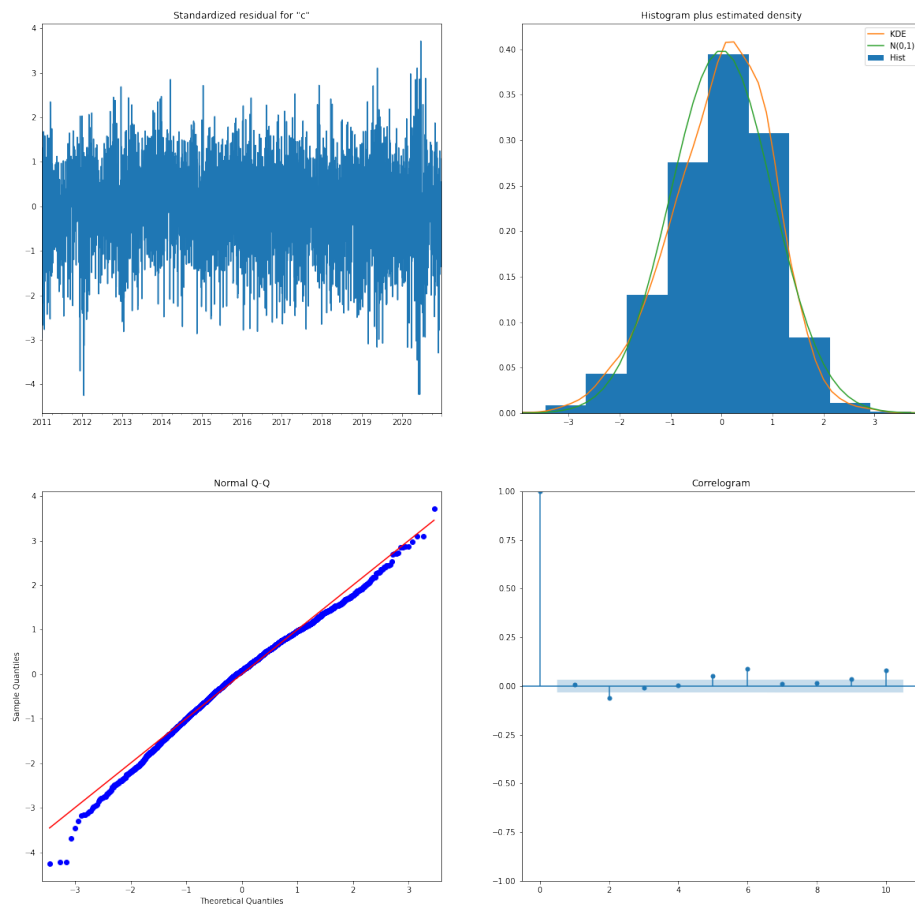 Standardized residual for "c"
4
3
2
1
0
−1
−2
−3
−4
2011 2012 2013 2014 2015 2016 2017 2018 2019 2020
Histogram plus estimated density
KDE
N(0,1)
Hist
0.40
0.35
0.30
0.25
0.20
0.15
0.10
0.05
0.00
−3 −2 −1 0 1 2 3
Normal Q-Q
Sample Quantiles
4
3
2
1
0
−1
−2
−3
−4
−3 −2 −1 0 1 2 3
Theoretical Quantiles
Correlogram
1.00
0.75
0.50
0.25
0.00
−0.25
−0.50
−0.75
−1.00
0 2 4 6 8 10